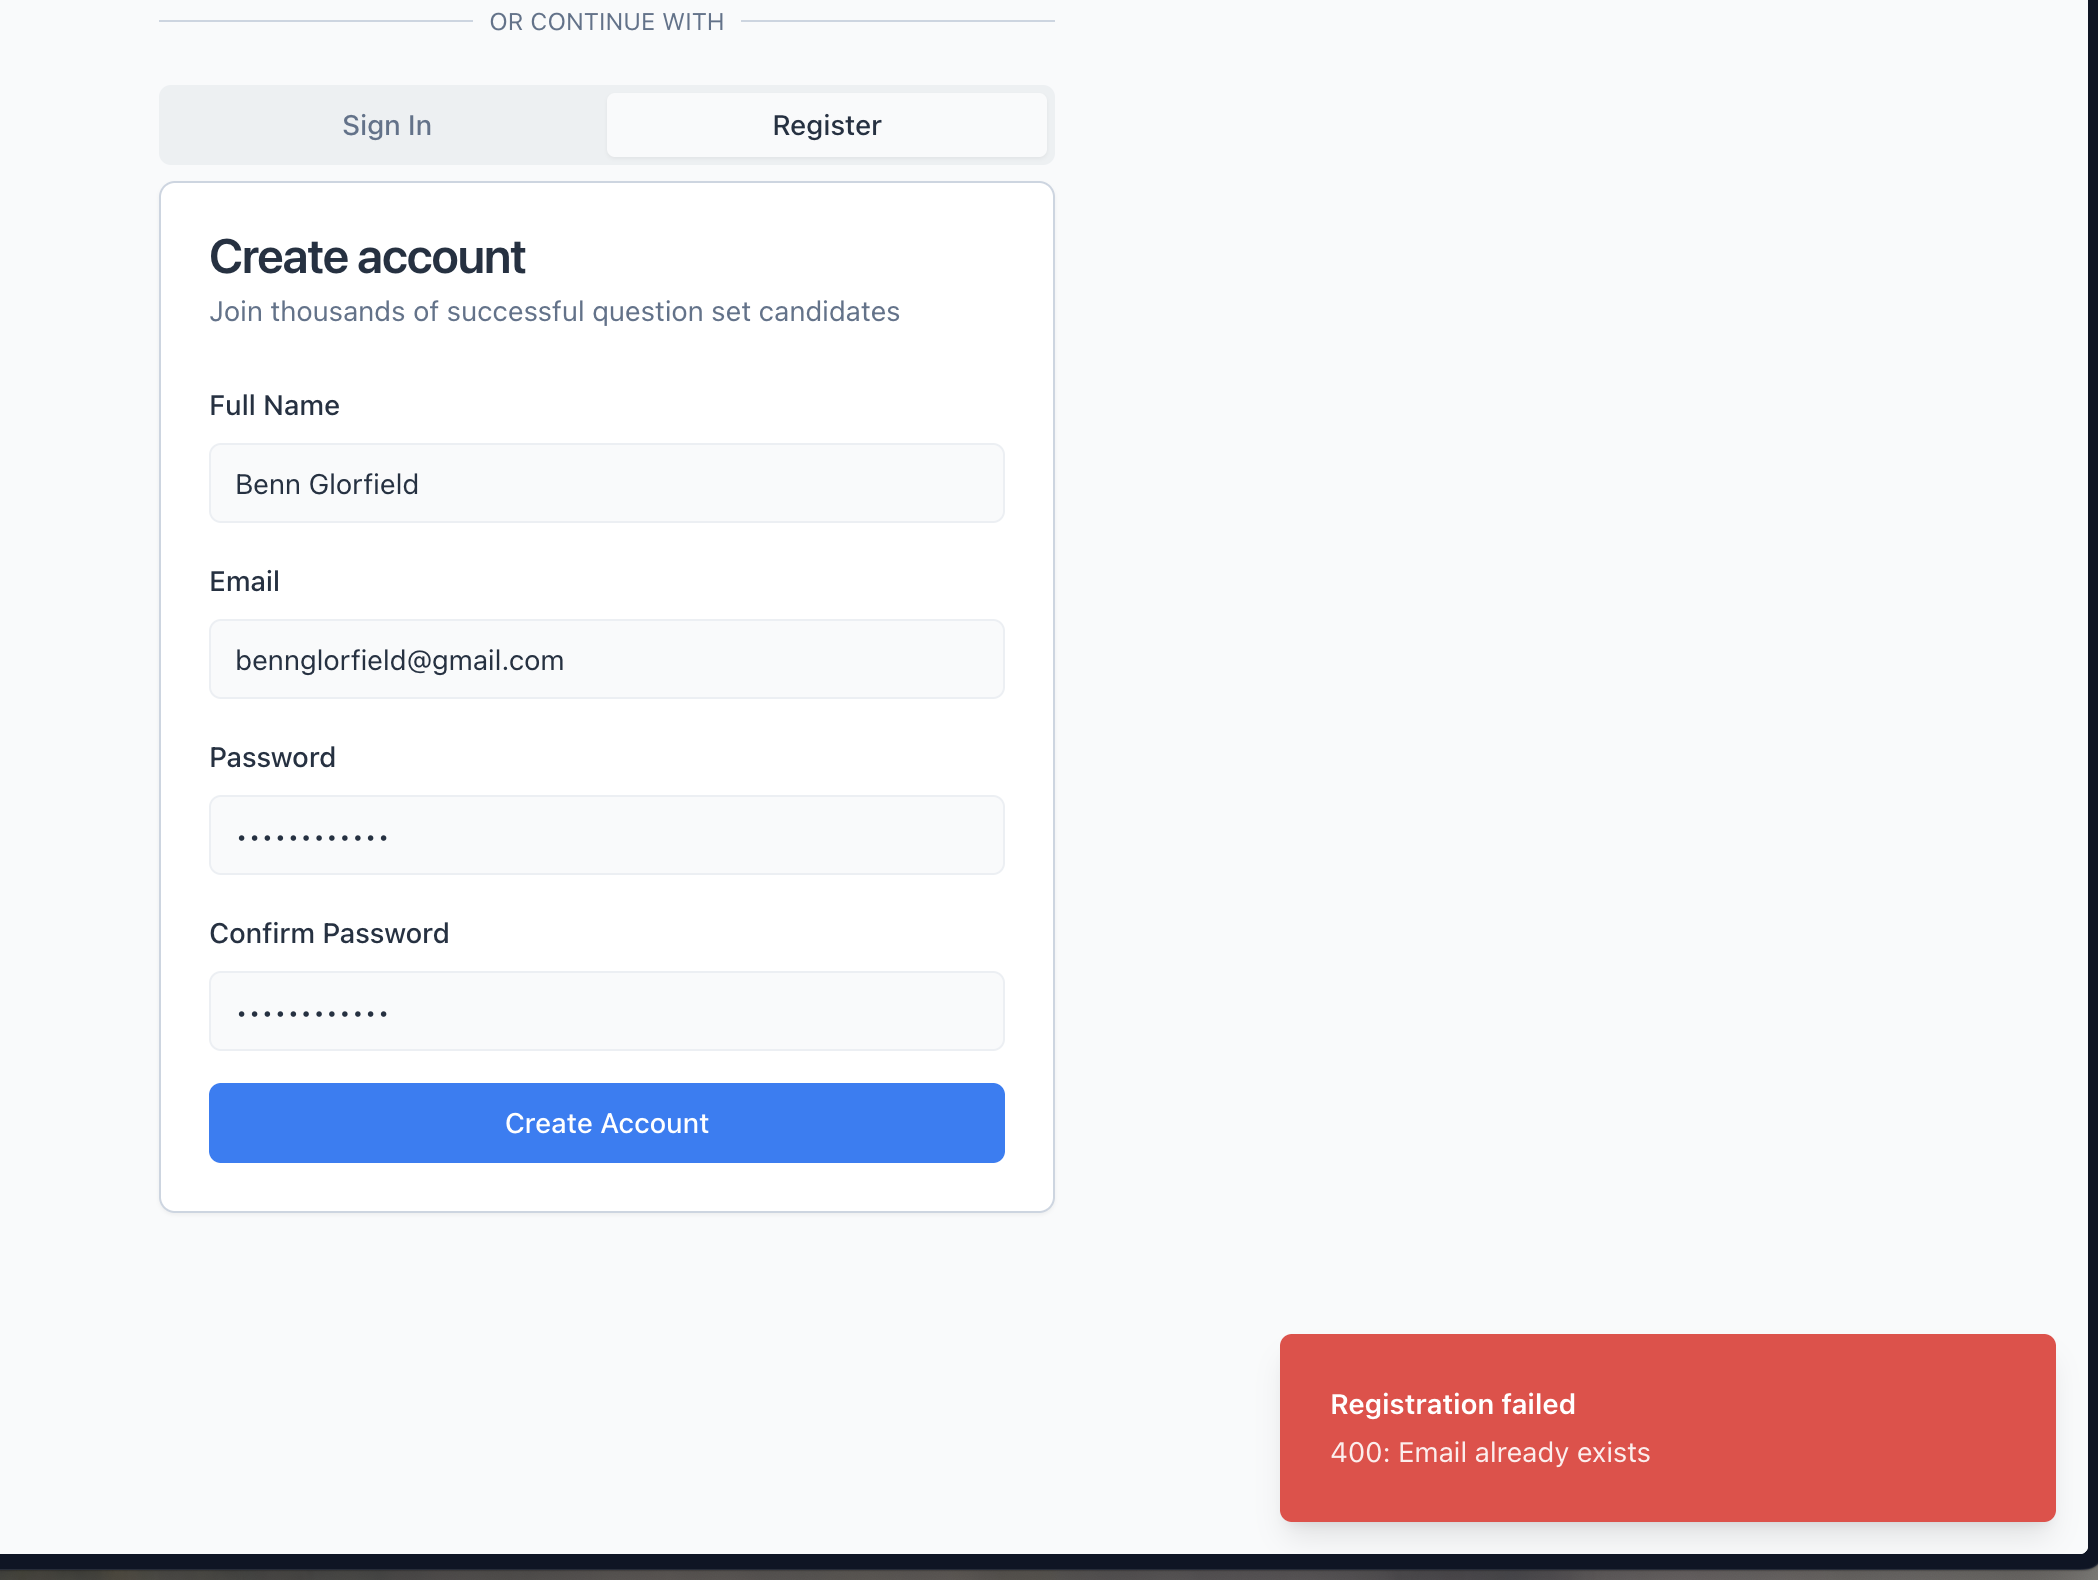 OR CONTINUE WITH
Sign In
Register
Create account
Join thousands of successful question set candidates
Full Name
Benn Glorfield
Email
bennglorfield@gmail.com
Password
••••••••••••
Confirm Password
••••••••••••
Create Account
Registration failed
400: Email already exists